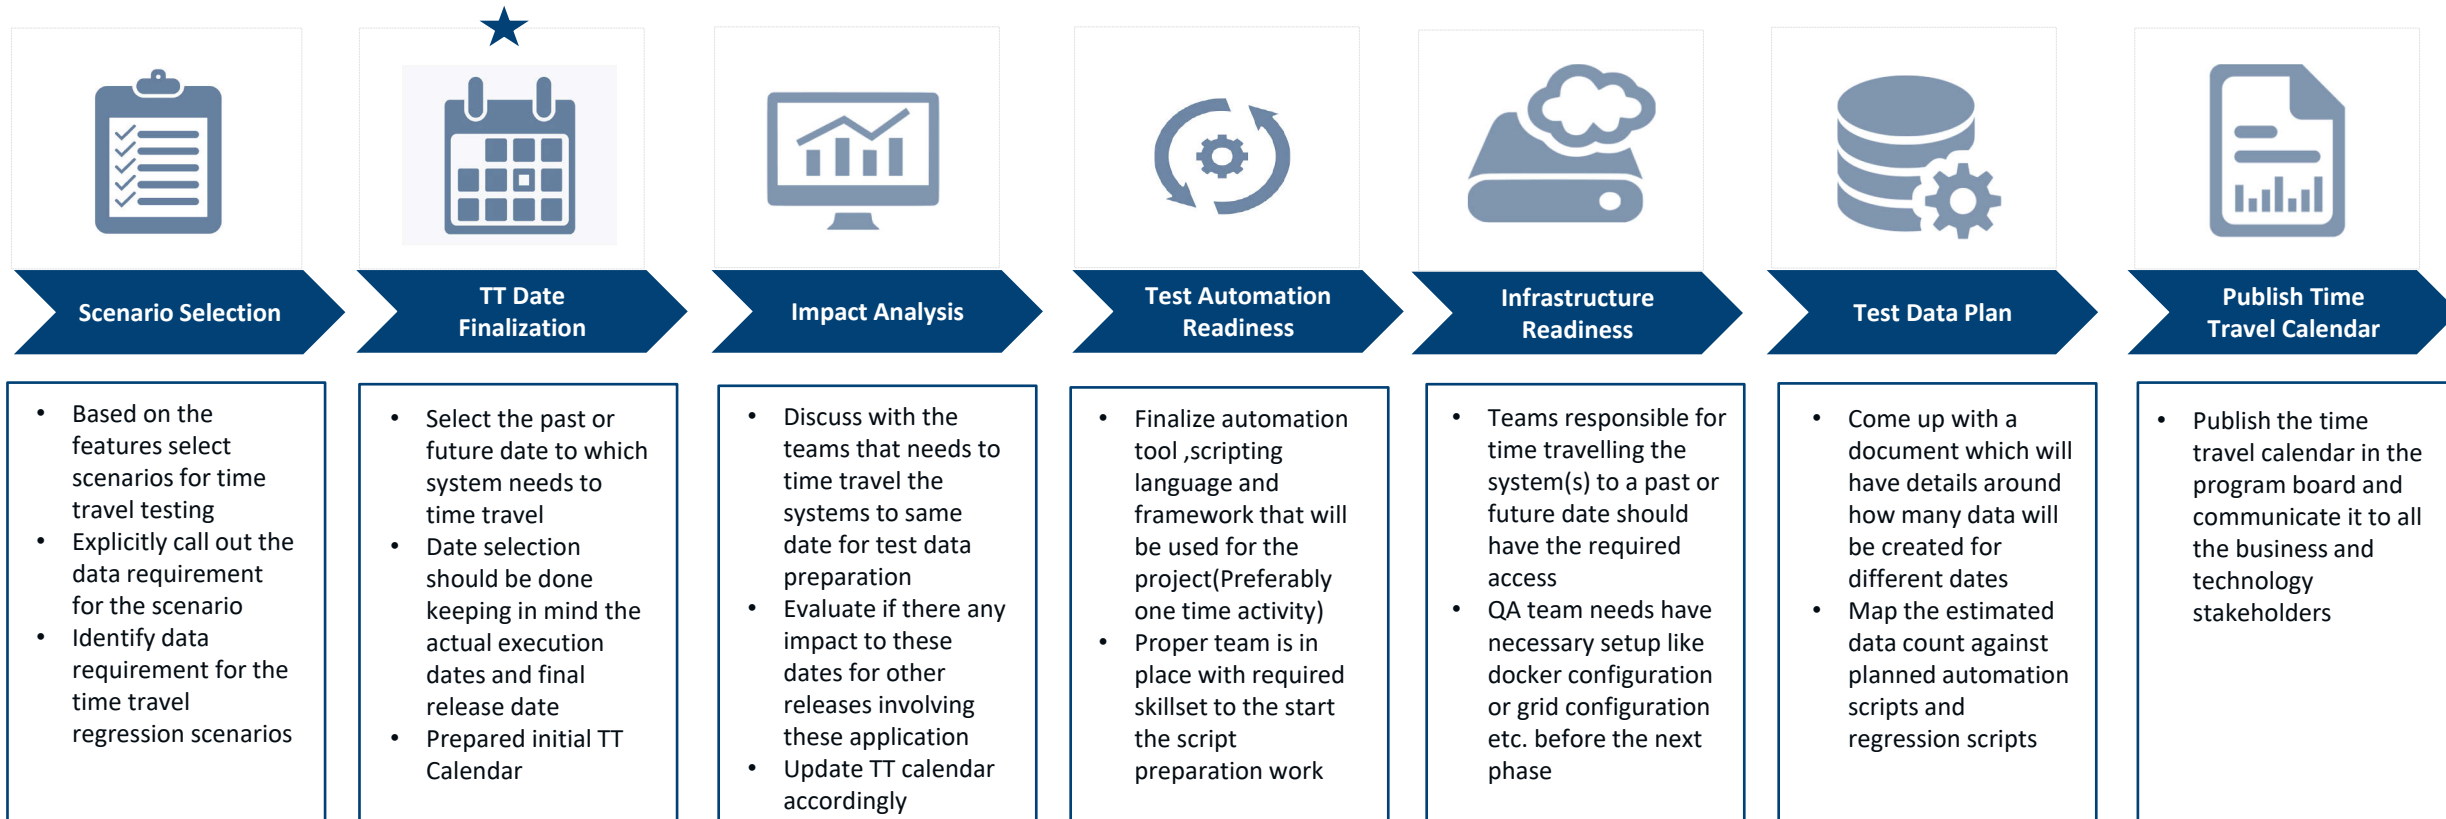 Scenario Selection
TT Date
Finalization
Impact Analysis
Test Automation
Readiness
Infrastructure
Readiness
Test Data Plan
Publish Time
Travel Calendar
• Based on the
features select
scenarios for time
travel testing
• Explicitly call out the
data requirement
for the scenario
• Identify data
requirement for the
time travel
regression scenarios
• Select the past or
future date to which
system needs to
time travel
• Date selection
should be done
keeping in mind the
actual execution
dates and final
release date
• Prepared initial TT
Calendar
• Discuss with the
teams that needs to
time travel the
systems to same
date for test data
preparation
• Evaluate if there any
impact to these
dates for other
releases involving
these application
• Update TT calendar
accordingly
• Finalize automation
tool ,scripting
language and
framework that will
be used for the
project(Preferably
one time activity)
• Proper team is in
place with required
skillset to the start
the script
preparation work
• Teams responsible for
time travelling the
system(s) to a past or
future date should
have the required
access
• QA team needs have
necessary setup like
docker configuration
or grid configuration
etc. before the next
phase
• Come up with a
document which will
have details around
how many data will
be created for
different dates
• Map the estimated
data count against
planned automation
scripts and
regression scripts
• Publish the time
travel calendar in the
program board and
communicate it to all
the business and
technology
stakeholders